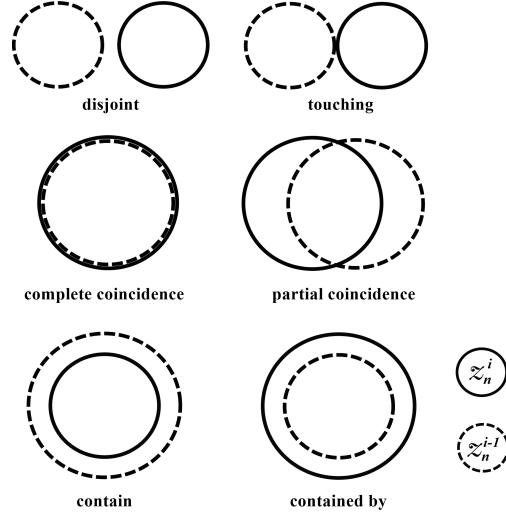 disjoint touching
complete coincidence partial coincidence
𝒵ₙⁱ
𝒵ₙⁱ⁻¹
contain contained by